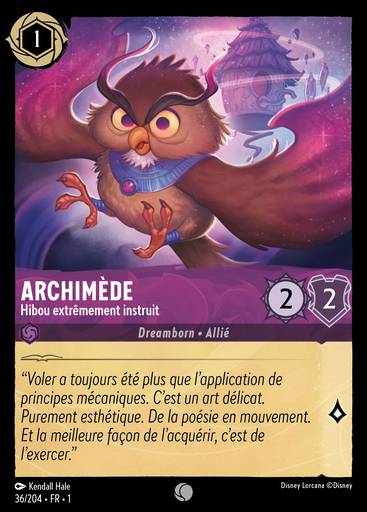 1
ARCHIMÈDE
Hibou extrêmement instruit
2
2
Dreamborn • Allié
“Voler a toujours été plus que l’application de
principes mécaniques. C’est un art délicat.
Purement esthétique. De la poésie en mouvement.
Et la meilleure façon de l’acquérir, c’est de
l’exercer.”
Kendall Hale
Disney Lorcana ©Disney
36/204 • FR • 1